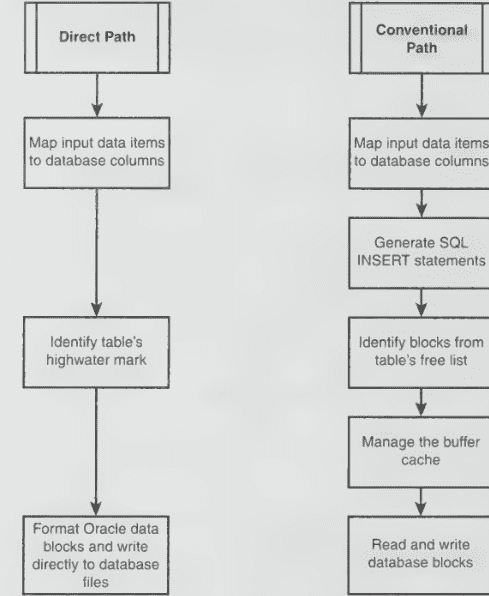 Direct Path
Map input data items
to database columns
Identify table's
highwater mark
Format Oracle data
blocks and write
directly to database
files
Conventional
Path
Map input data items
to database columns
Generate SQL
INSERT statements
Identify blocks from
table's free list
Manage the buffer
cache
Read and write
database blocks